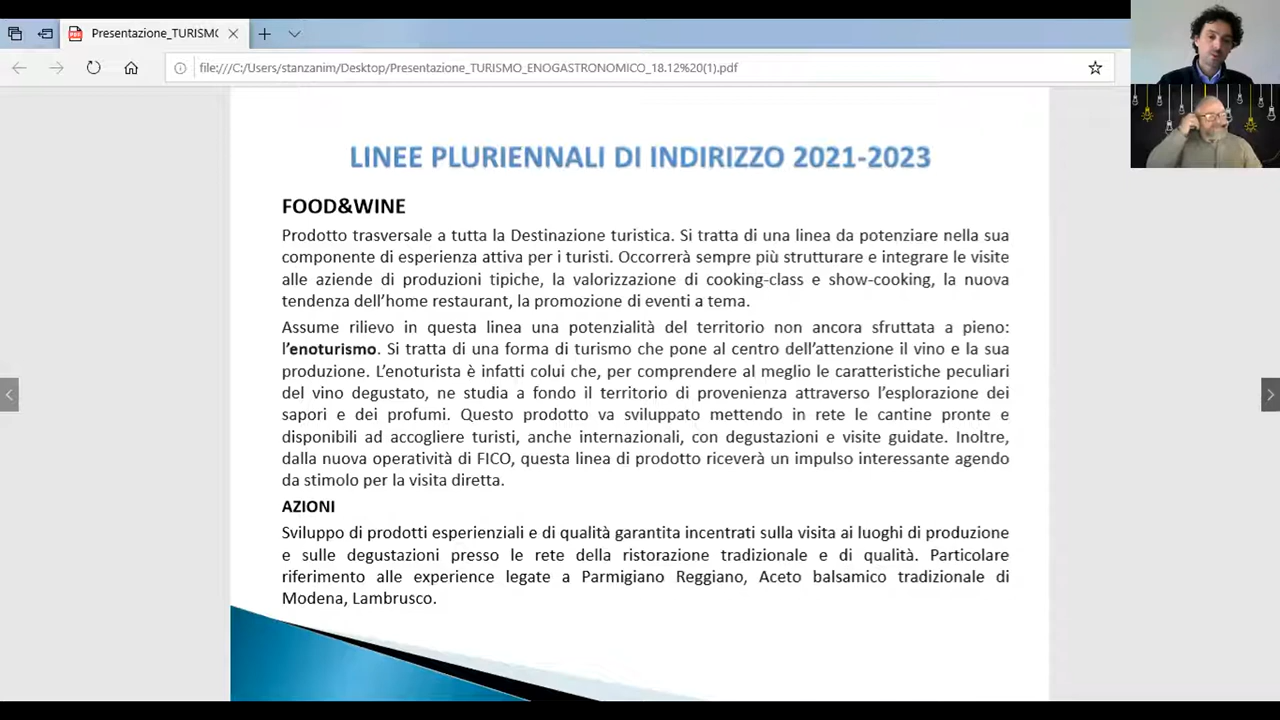 Presentazione_TURISMO
file:///C:/Users/stanzanim/Desktop/Presentazione_TURISMO_ENOGASTRONOMICO_18.12%20(1).pdf
LINEE PLURIENNALI DI INDIRIZZO 2021-2023
FOOD&WINE
Prodotto trasversale a tutta la Destinazione turistica. Si tratta di una linea da potenziare nella sua
componente di esperienza attiva per i turisti. Occorrerà sempre più strutturare e integrare le visite
alle aziende di produzioni tipiche, la valorizzazione di cooking-class e show-cooking, la nuova
tendenza dell'home restaurant, la promozione di eventi a tema.
Assume rilievo in questa linea una potenzialità del territorio non ancora sfruttata a pieno:
l'enoturismo. Si tratta di una forma di turismo che pone al centro dell'attenzione il vino e la sua
produzione. L'enoturista è infatti colui che, per comprendere al meglio le caratteristiche peculiari
del vino degustato, ne studia a fondo il territorio di provenienza attraverso l'esplorazione dei
sapori e dei profumi. Questo prodotto va sviluppato mettendo in rete le cantine pronte e
disponibili ad accogliere turisti, anche internazionali, con degustazioni e visite guidate. Inoltre,
dalla nuova operatività di FICO, questa linea di prodotto riceverà un impulso interessante agendo
da stimolo per la visita diretta.
AZIONI
Sviluppo di prodotti esperienziali e di qualità garantita incentrati sulla visita ai luoghi di produzione
e sulle degustazioni presso le rete della ristorazione tradizionale e di qualità. Particolare
riferimento alle experience legate a Parmigiano Reggiano, Aceto balsamico tradizionale di
Modena, Lambrusco.